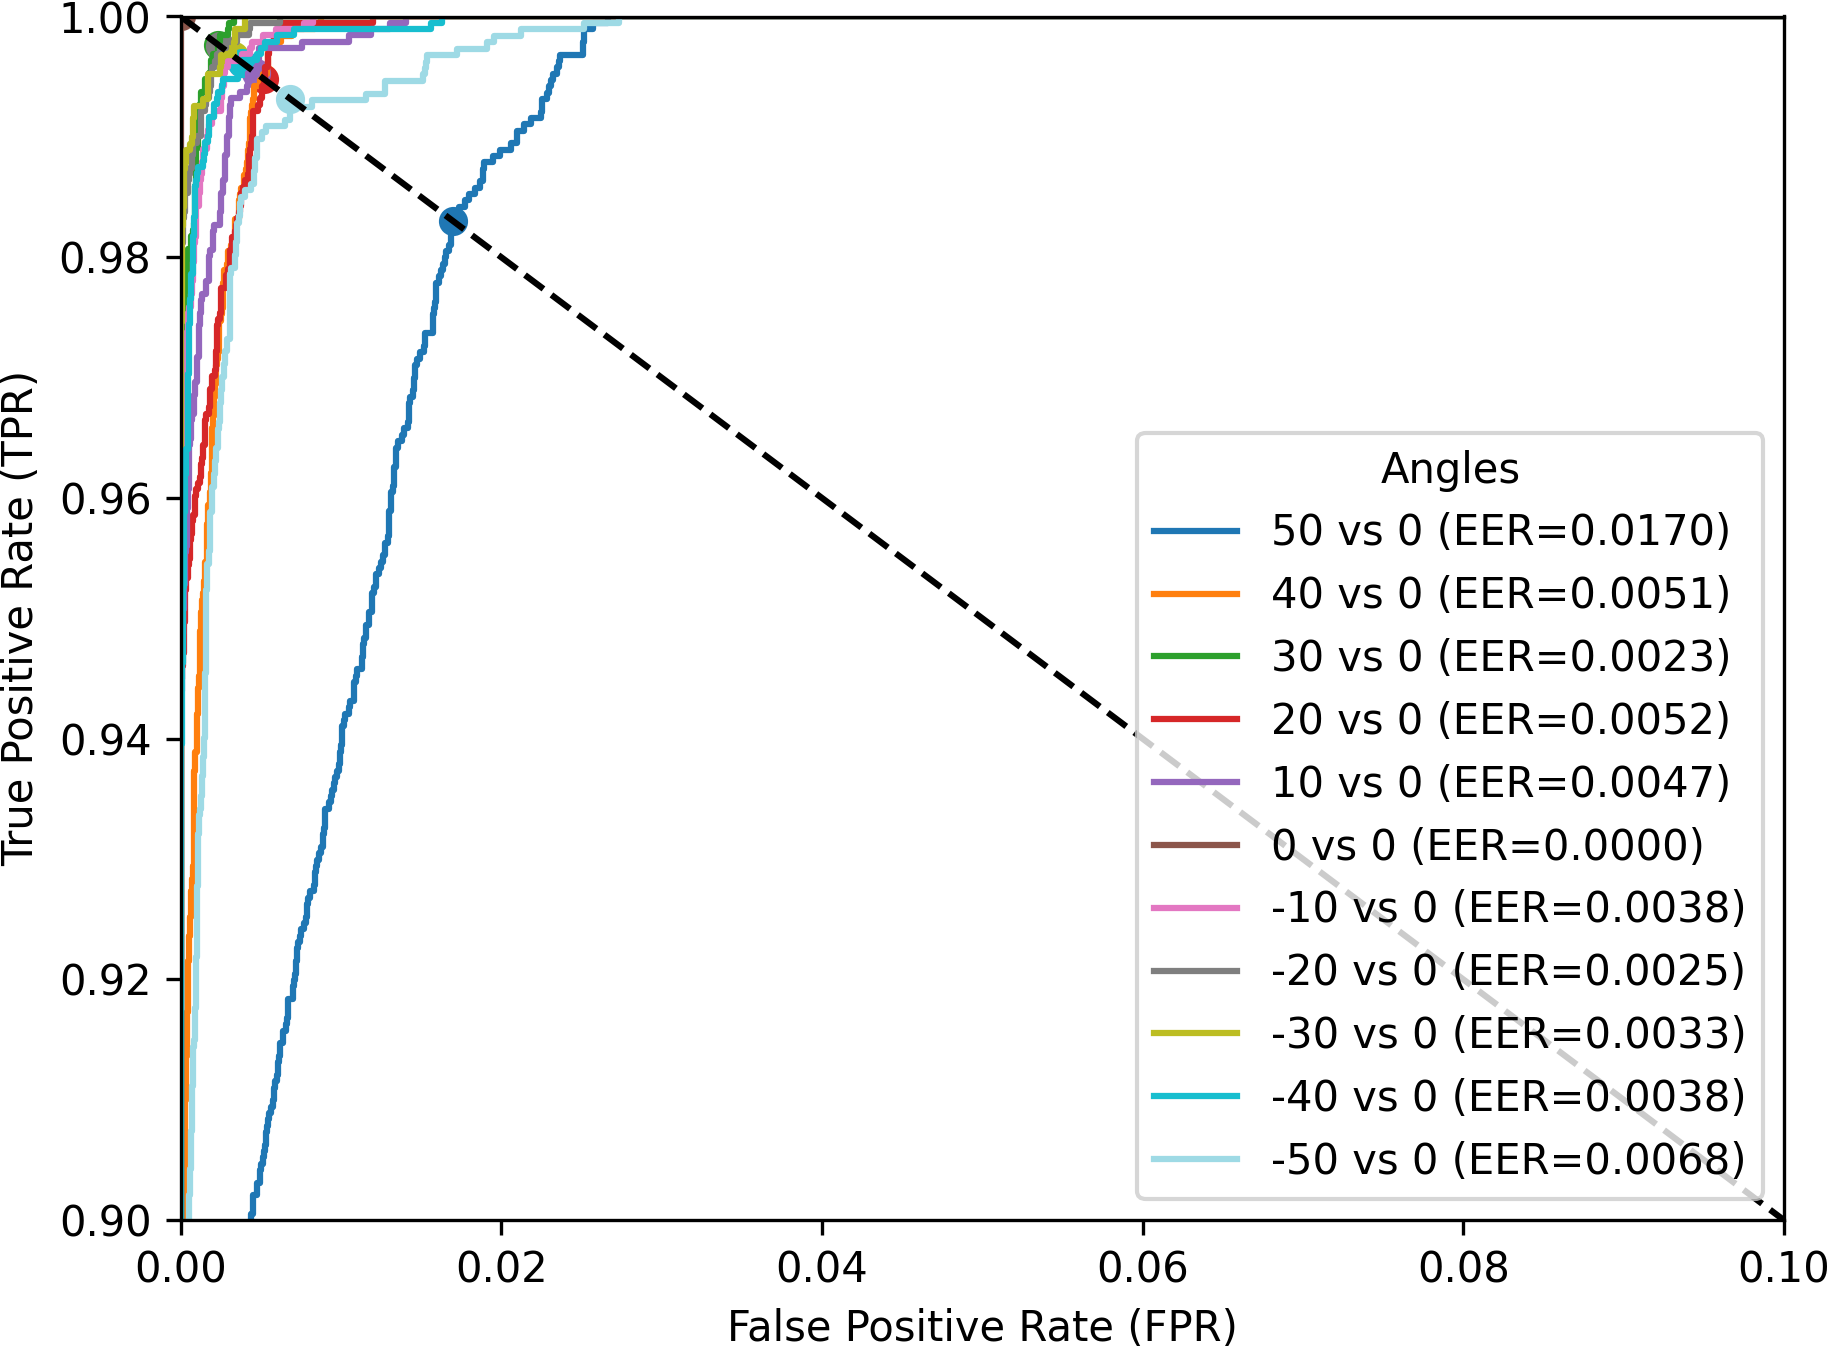 1.00
0.98
0.96
0.94
0.92
0.90
True Positive Rate (TPR)
0.00 0.02 0.04 0.06 0.08 0.10
False Positive Rate (FPR)
Angles
50 vs 0 (EER=0.0170)
40 vs 0 (EER=0.0051)
30 vs 0 (EER=0.0023)
20 vs 0 (EER=0.0052)
10 vs 0 (EER=0.0047)
0 vs 0 (EER=0.0000)
-10 vs 0 (EER=0.0038)
-20 vs 0 (EER=0.0025)
-30 vs 0 (EER=0.0033)
-40 vs 0 (EER=0.0038)
-50 vs 0 (EER=0.0068)